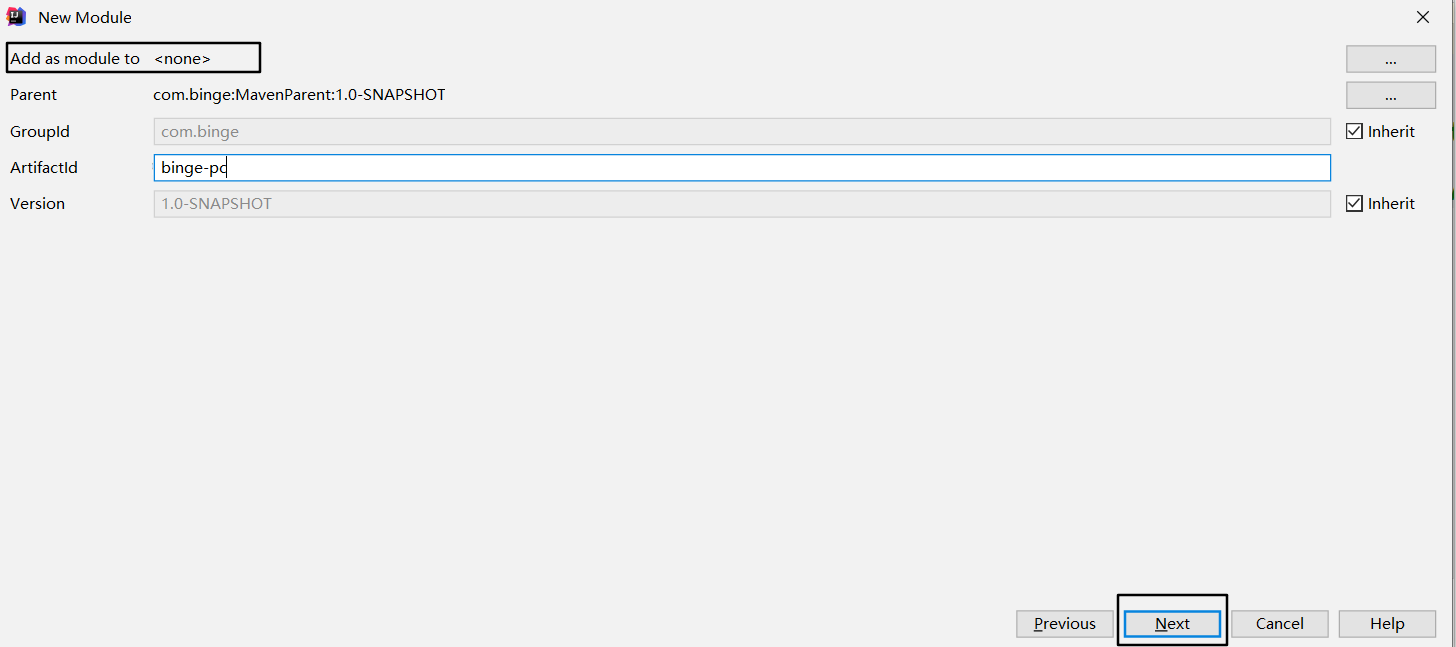 New Module
Add as module to <none> ...
Parent com.binge:MavenParent:1.0-SNAPSHOT ...
GroupId com.binge Inherit
ArtifactId binge-pc
Version 1.0-SNAPSHOT Inherit
Previous Next Cancel Help